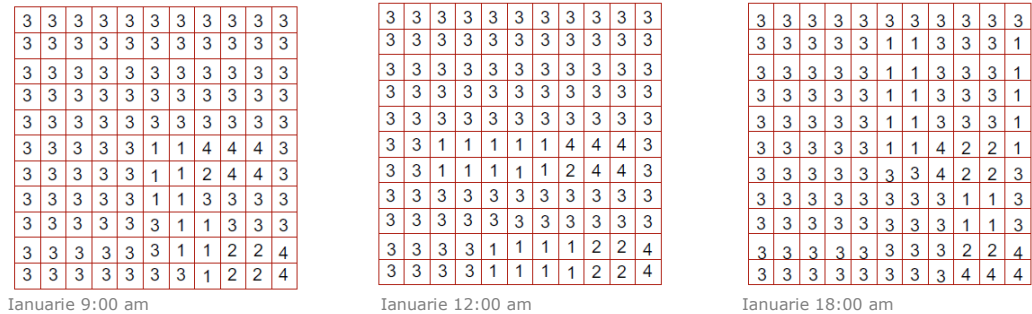 3 3 3 3 3 3 3 3 3 3 3
3 3 3 3 3 3 3 3 3 3 3
3 3 3 3 3 3 3 3 3 3 3
3 3 3 3 3 3 3 3 3 3 3
3 3 3 3 3 3 3 3 3 3 3
3 3 3 3 3 1 1 4 4 4 3
3 3 3 3 3 1 1 2 4 4 3
3 3 3 3 3 1 1 3 3 3 3
3 3 3 3 3 3 1 1 3 3 3
3 3 3 3 3 3 1 1 2 2 4
3 3 3 3 3 3 3 1 2 2 4
Ianuarie 9:00 am
3 3 3 3 3 3 3 3 3 3 3
3 3 3 3 3 3 3 3 3 3 3
3 3 3 3 3 3 3 3 3 3 3
3 3 3 3 3 3 3 3 3 3 3
3 3 3 3 3 3 3 3 3 3 3
3 3 1 1 1 1 1 4 4 4 3
3 3 1 1 1 1 1 2 4 4 3
3 3 3 3 3 3 3 3 3 3 3
3 3 3 3 3 3 3 3 3 3 3
3 3 3 3 1 1 1 1 2 2 4
3 3 3 3 1 1 1 1 2 2 4
Ianuarie 12:00 am
3 3 3 3 3 3 3 3 3 3 3
3 3 3 3 3 1 1 3 3 3 1
3 3 3 3 3 1 1 3 3 3 1
3 3 3 3 3 1 1 3 3 3 1
3 3 3 3 3 1 1 3 3 3 1
3 3 3 3 3 1 1 4 2 2 1
3 3 3 3 3 3 3 4 2 2 3
3 3 3 3 3 3 3 3 1 1 3
3 3 3 3 3 3 3 3 1 1 3
3 3 3 3 3 3 3 3 2 2 4
3 3 3 3 3 3 3 3 4 4 4
Ianuarie 18:00 am